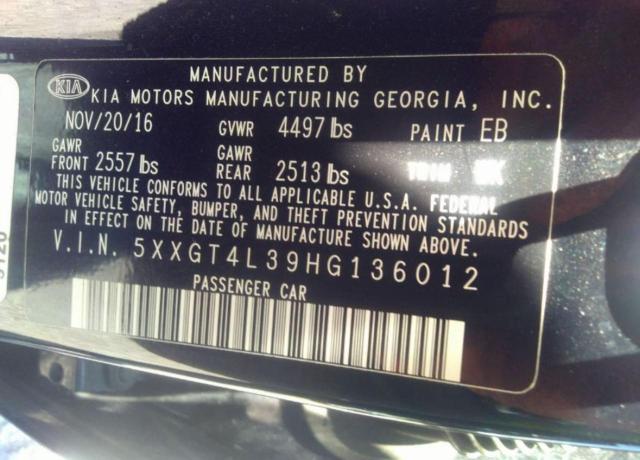 MANUFACTURED BY
KIA KIA MOTORS MANUFACTURING GEORGIA, INC.
NOV/20/16 GVWR 4497 lbs PAINT EB
GAWR GAWR
FRONT 2557 lbs REAR 2513 lbs TRIM
THIS VEHICLE CONFORMS TO ALL APPLICABLE U.S.A. FEDERAL
MOTOR VEHICLE SAFETY, BUMPER, AND THEFT PREVENTION STANDARDS
IN EFFECT ON THE DATE OF MANUFACTURE SHOWN ABOVE.
V.I.N. 5XXGT4L39HG136012
PASSENGER CAR